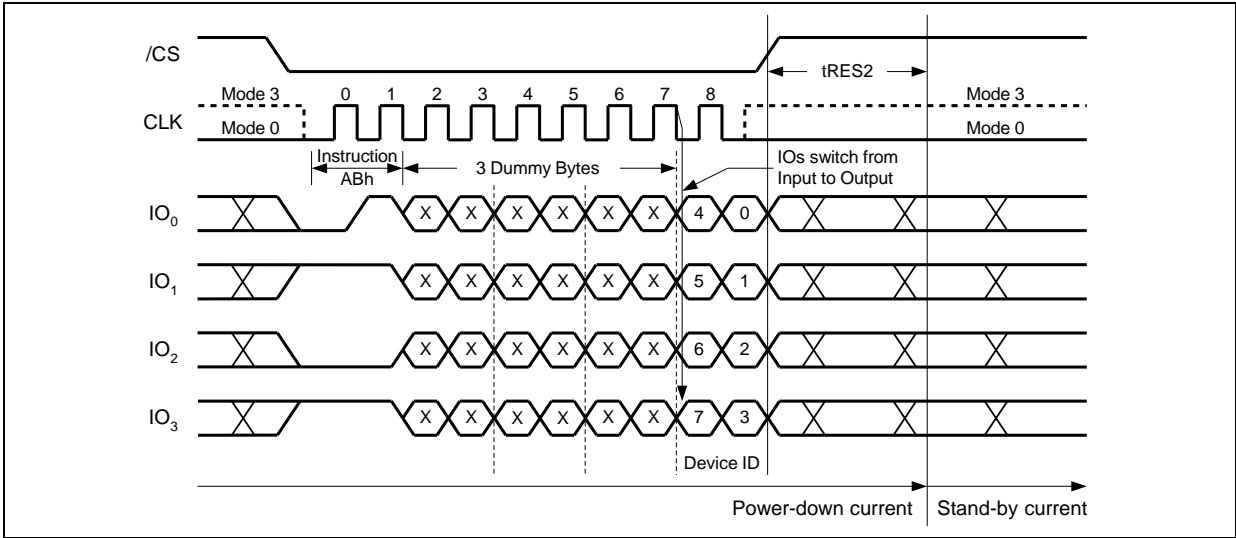 /CS
tRES2
Mode 3 0 1 2 3 4 5 6 7 8 Mode 3
CLK
Mode 0 Mode 0
Instruction
ABh
3 Dummy Bytes
IOs switch from
Input to Output
IO0 X X X X X X 4 0
IO1 X X X X X X 5 1
IO2 X X X X X X 6 2
IO3 X X X X X X 7 3
Device ID
Power-down current Stand-by current